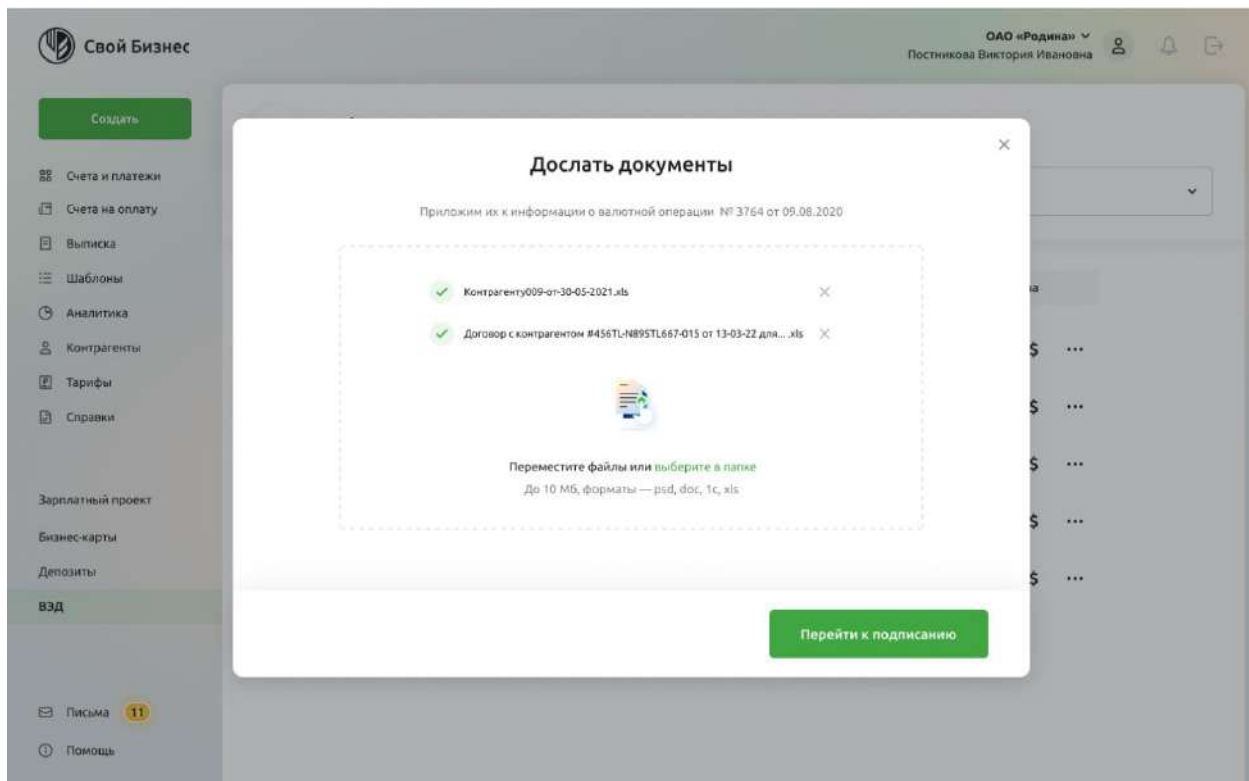 Свой Бизнес
ОАО «Родина»
Постникова Виктория Ивановна
Создать
Счета и платежи
Счета на оплату
Выписка
Шаблоны
Аналитика
Контрагенты
Тарифы
Справки
Зарплатный проект
Бизнес-карты
Депозиты
ВЭД
Письма 11
Помощь
Дослать документы
Приложим их к информации о валютной операции № 3764 от 09.08.2020
Контрагенту009-от-30-05-2021.xls
Договор с контрагентом #456TL-N895TL667-015 от 13-03-22 для... .xls
Переместите файлы или выберите в папке
До 10 Мб, форматы — psd, doc, 1c, xls
Перейти к подписанию
$
$
$
$
$